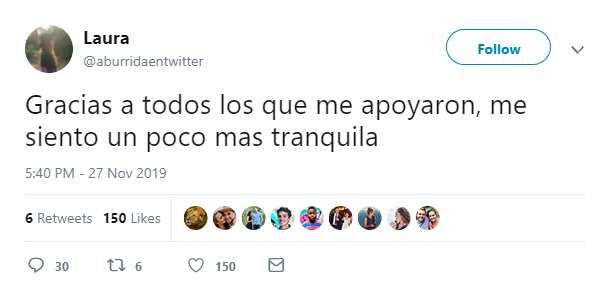 Laura
@aburridaentwitter
Follow
Gracias a todos los que me apoyaron, me
siento un poco mas tranquila
5:40 PM - 27 Nov 2019
6 Retweets 150 Likes
30 6 150